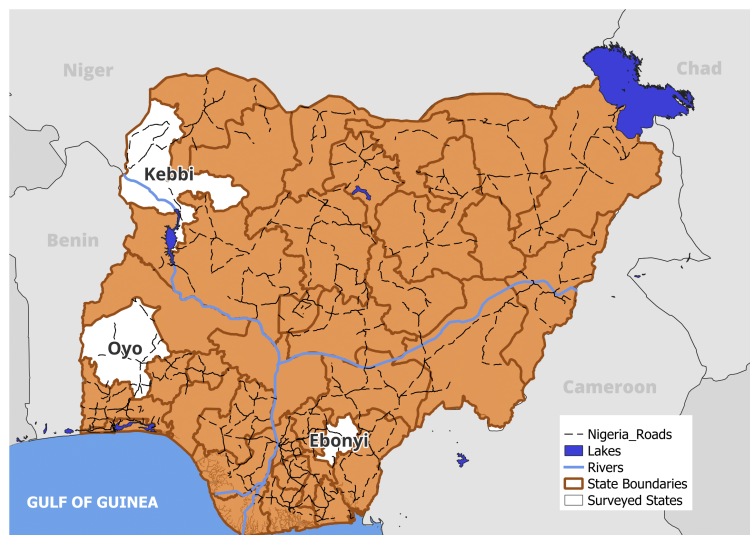 Niger
Chad
Kebbi
Benin
Oyo
Cameroon
Ebonyi
GULF OF GUINEA
Nigeria_Roads
Lakes
Rivers
State Boundaries
Surveyed States